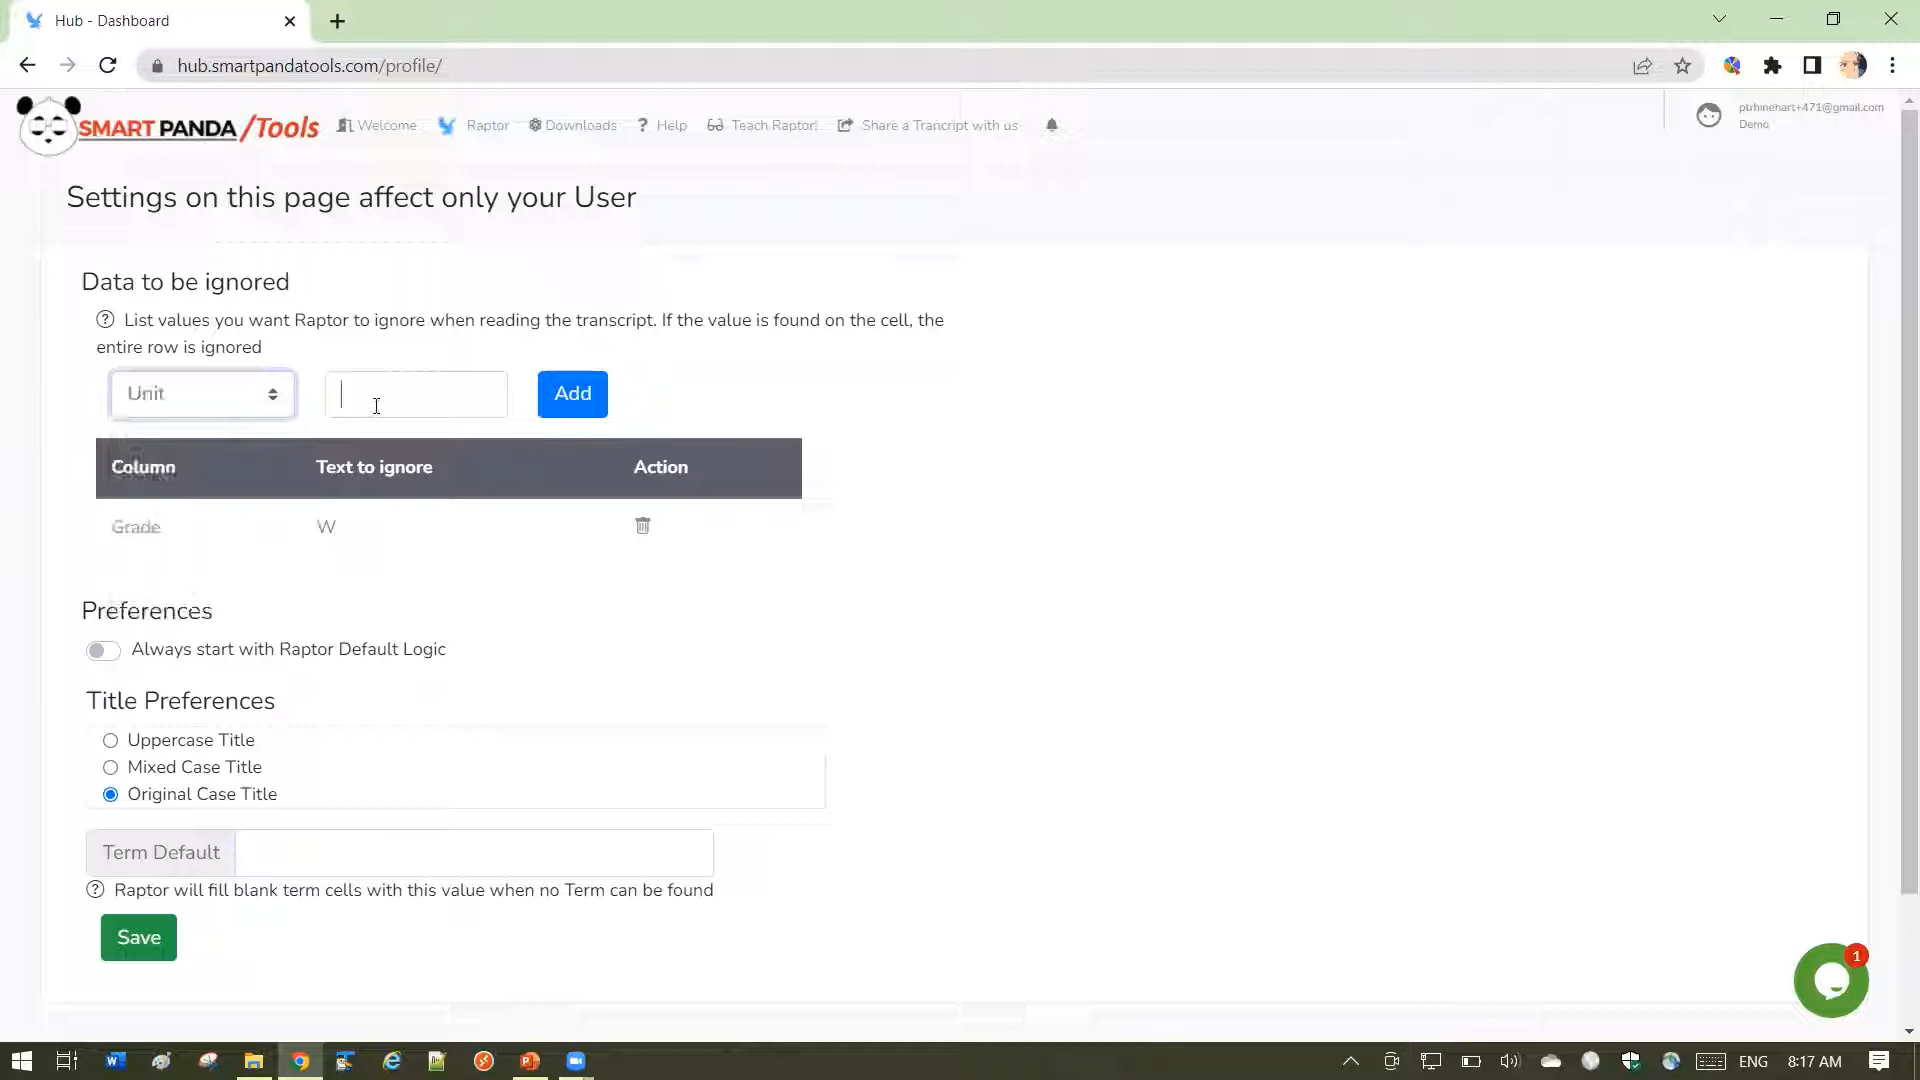 Hub - Dashboard
hub.smartpandatools.com/profile/
SMART PANDA/Tools
Welcome
Raptor
Downloads
? Help
Teach Raptor
Share a Trancript with us
ptrhinehart+471@gmail.com
Demo
Settings on this page affect only your User
Data to be ignored
List values you want Raptor to ignore when reading the transcript. If the value is found on the cell, the
entire row is ignored
Unit
Add
Column Text to ignore Action
Grade W
Preferences
Always start with Raptor Default Logic
Title Preferences
Uppercase Title
Mixed Case Title
Original Case Title
Term Default
Raptor will fill blank term cells with this value when no Term can be found
Save
1
ENG
8:17 AM